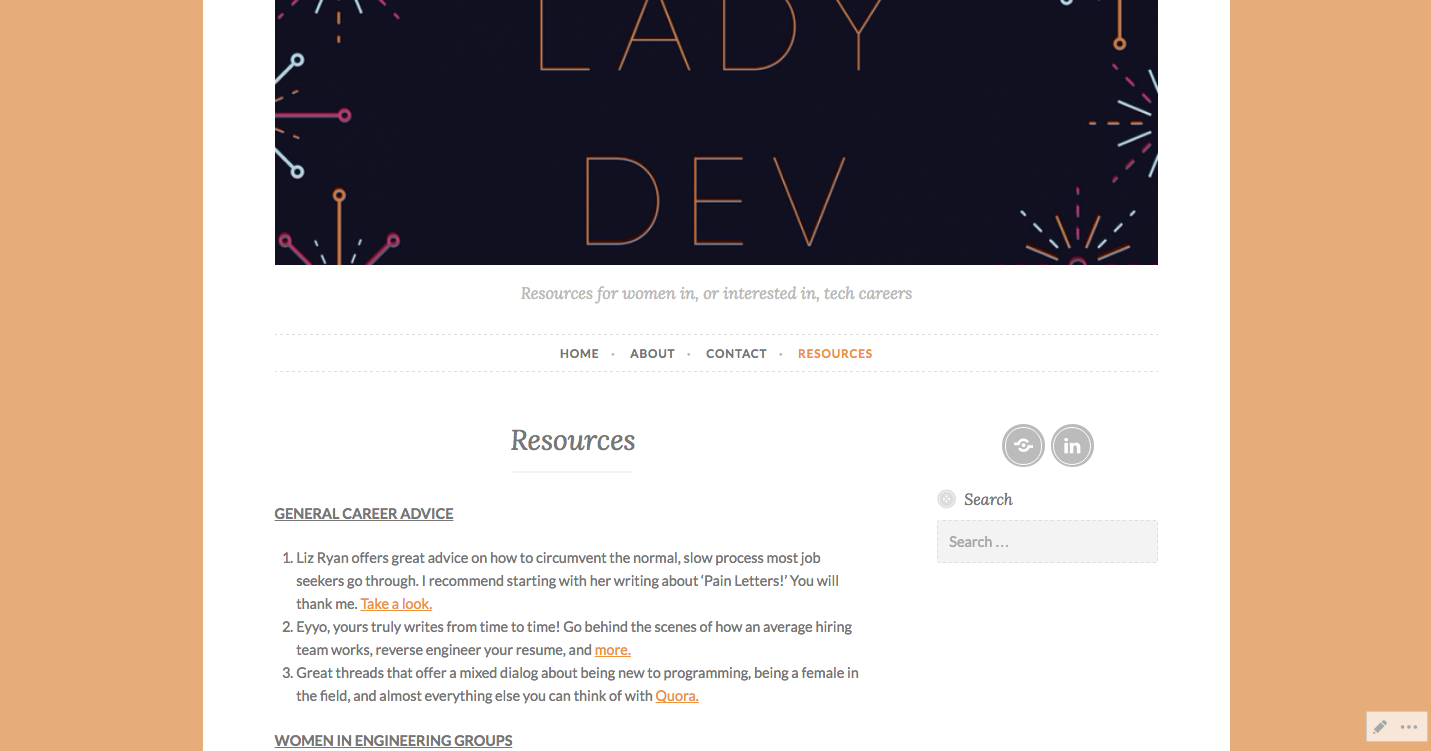 LADY
DEV
Resources for women in, or interested in, tech careers
HOME · ABOUT · CONTACT · RESOURCES
Resources
GENERAL CAREER ADVICE
1. Liz Ryan offers great advice on how to circumvent the normal, slow process most job
seekers go through. I recommend starting with her writing about ‘Pain Letters!’ You will
thank me. Take a look.
2. Eyyo, yours truly writes from time to time! Go behind the scenes of how an average hiring
team works, reverse engineer your resume, and more.
3. Great threads that offer a mixed dialog about being new to programming, being a female in
the field, and almost everything else you can think of with Quora.
WOMEN IN ENGINEERING GROUPS
in
Search
Search …